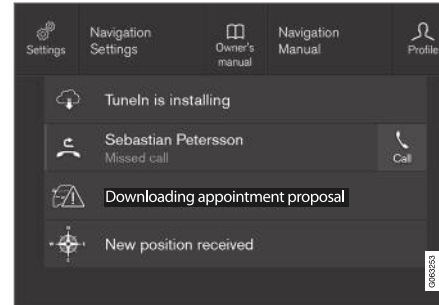 Settings
Navigation
Settings
Owner's
manual
Navigation
Manual
Profile
TuneIn is installing
Sebastian Petersson
Missed call
Call
Downloading appointment proposal
New position received
G063253